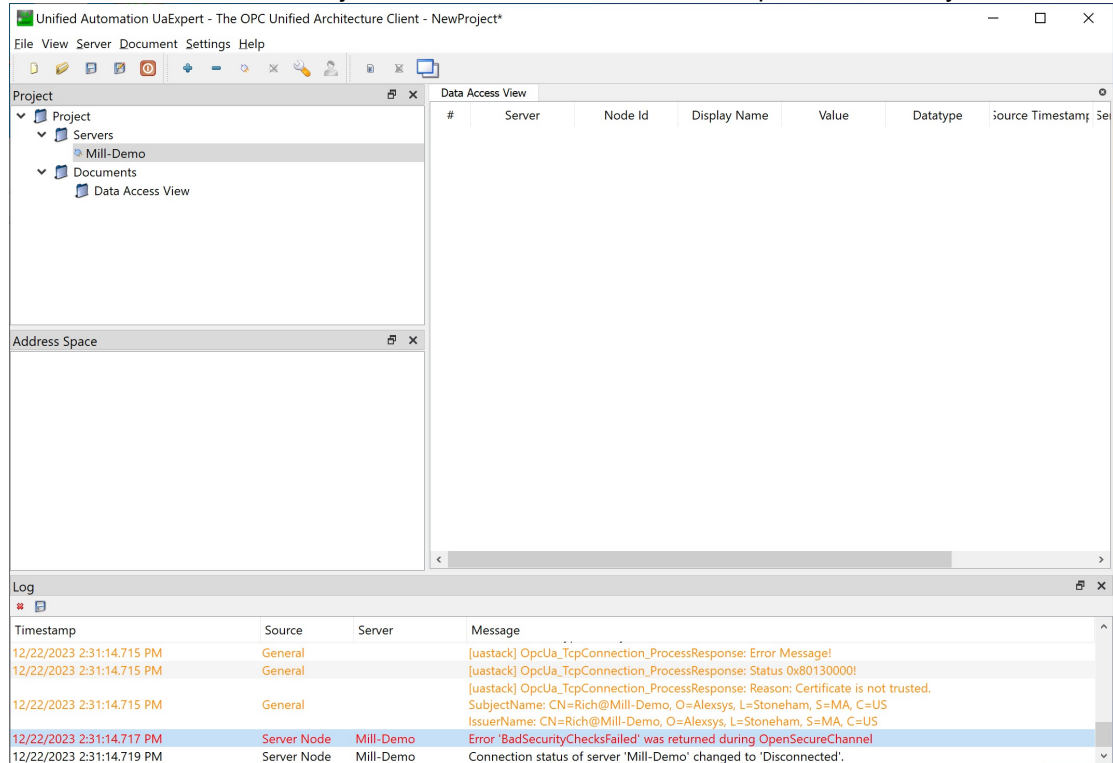 Unified Automation UaExpert - The OPC Unified Architecture Client - NewProject*
File View Server Document Settings Help
Project
Project
Servers
Mill-Demo
Documents
Data Access View
Address Space
Data Access View
# Server Node Id Display Name Value Datatype Source Timestamp
Log
Timestamp Source Server Message
12/22/2023 2:31:14.715 PM General [uastack] OpcUa_TcpConnection_ProcessResponse: Error Message!
12/22/2023 2:31:14.715 PM General [uastack] OpcUa_TcpConnection_ProcessResponse: Status 0x80130000!
[uastack] OpcUa_TcpConnection_ProcessResponse: Reason: Certificate is not trusted.
12/22/2023 2:31:14.715 PM General SubjectName: CN=Rich@Mill-Demo, O=Alexsys, L=Stoneham, S=MA, C=US
IssuerName: CN=Rich@Mill-Demo, O=Alexsys, L=Stoneham, S=MA, C=US
12/22/2023 2:31:14.717 PM Server Node Mill-Demo Error 'BadSecurityChecksFailed' was returned during OpenSecureChannel
12/22/2023 2:31:14.719 PM Server Node Mill-Demo Connection status of server 'Mill-Demo' changed to 'Disconnected'.